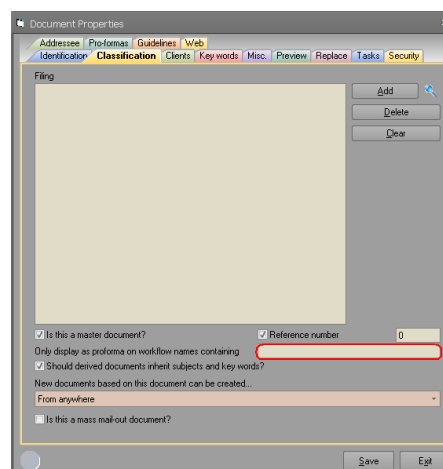 Document Properties
Addressee Pro-formas Guidelines Web
Identification Classification Clients Key words Misc. Preview Replace Tasks Security
Filing
Add
Delete
Clear
Is this a master document? Reference number 0
Only display as proforma on workflow names containing
Should derived documents inherit subjects and key words?
New documents based on this document can be created...
From anywhere
Is this a mass mail-out document?
Save Exit